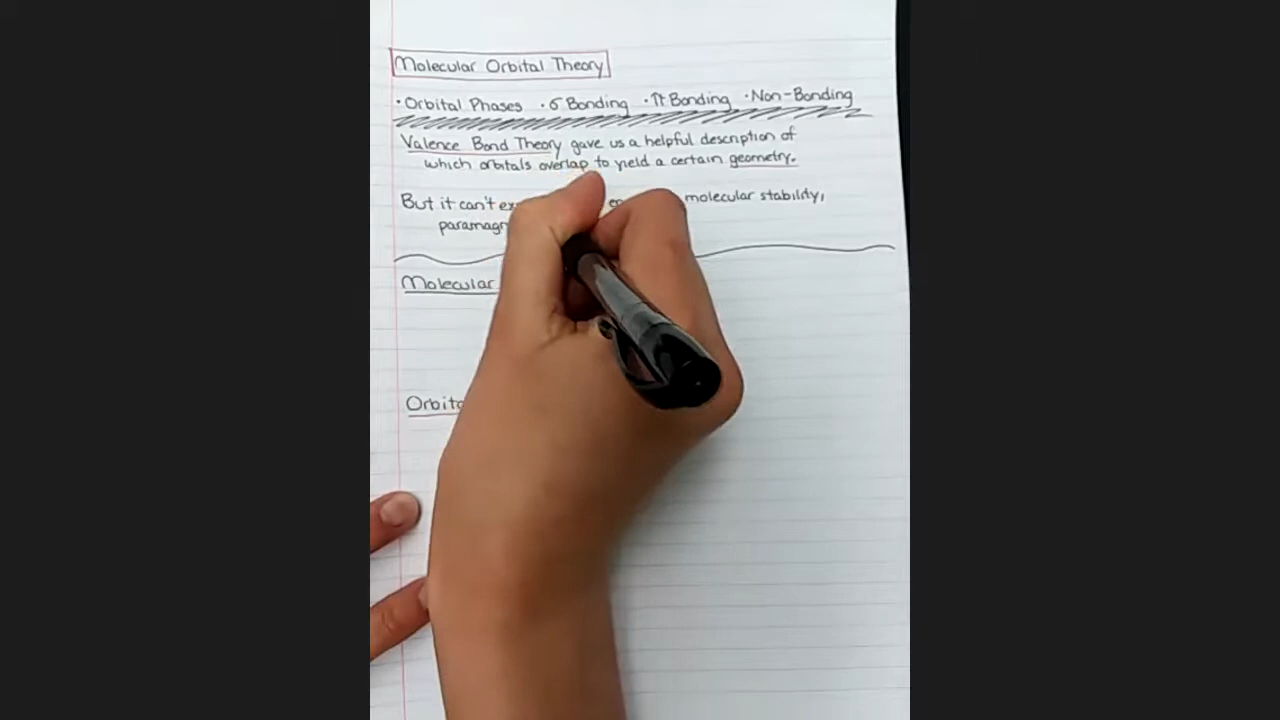 Molecular Orbital Theory
• Orbital Phases • σ Bonding • π Bonding • Non-Bonding
Valence Bond Theory gave us a helpful description of
which orbitals overlap to yield a certain geometry.
But it can't molecular stability,
Molecular